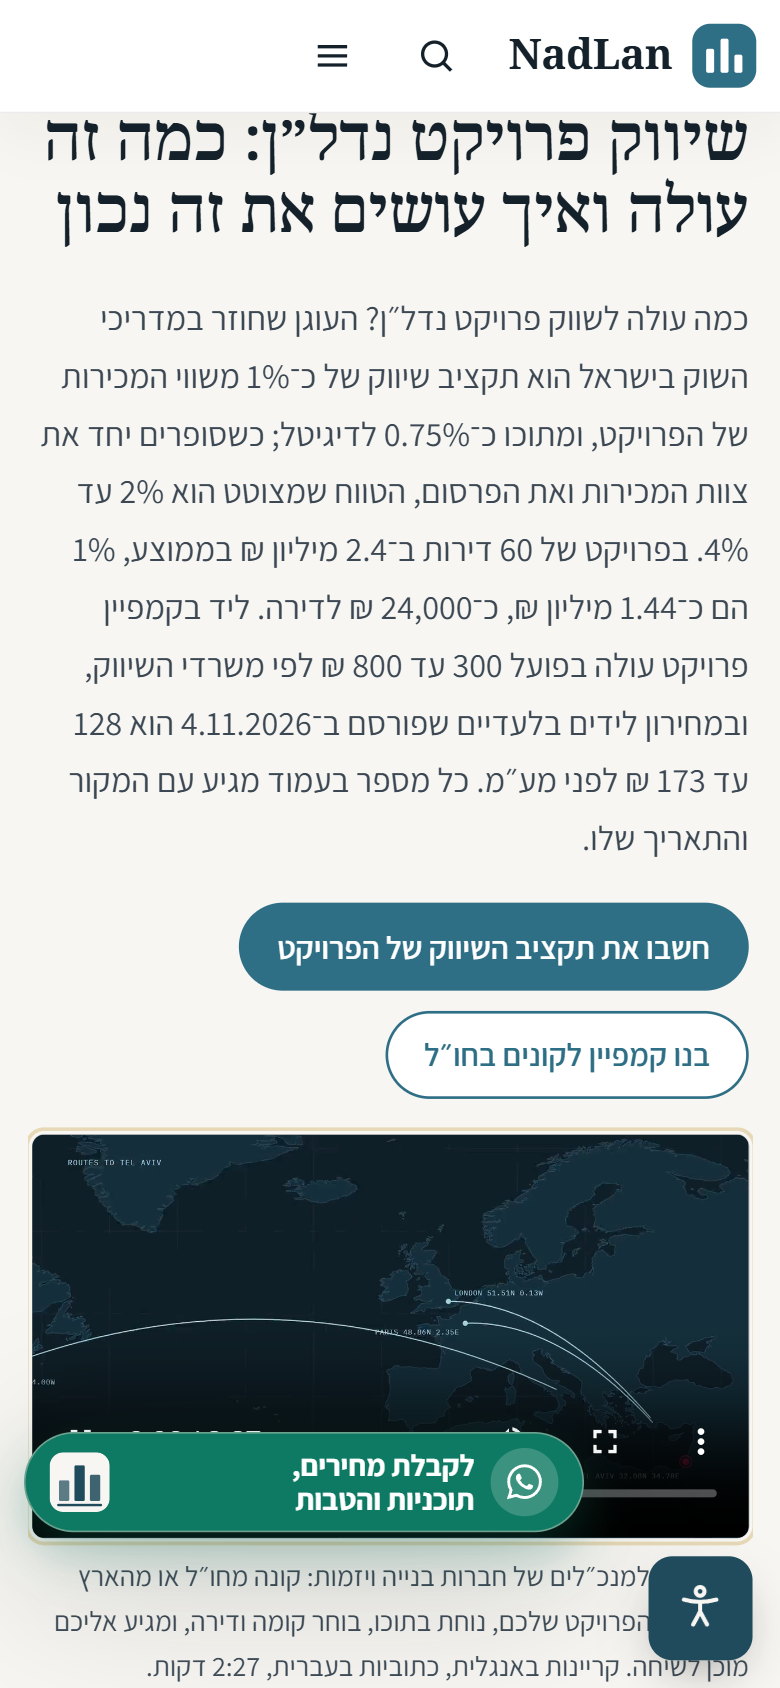 NadLan
שיווק פרויקט נדל״ן: כמה זה
עולה ואיך עושים את זה נכון
כמה עולה לשווק פרויקט נדל״ן? העוגן שחוזר במדריכי
השוק בישראל הוא תקציב שיווק של כ־1% משווי המכירות
של הפרויקט, ומתוכו כ־0.75% לדיגיטל; כשסופרים יחד את
צוות המכירות ואת הפרסום, הטווח שמצוטט הוא 2% עד
4%. בפרויקט של 60 דירות ב־2.4 מיליון ₪ בממוצע, 1%
הם כ־1.44 מיליון ₪, כ־24,000 ₪ לדירה. ליד בקמפיין
פרויקט עולה בפועל 300 עד 800 ₪ לפי משרדי השיווק,
ובמחירון לידים בלעדיים שפורסם ב־4.11.2026 הוא 128
עד 173 ₪ לפני מע״מ. כל מספר בעמוד מגיע עם המקור
והתאריך שלו.
חשבו את תקציב השיווק של הפרויקט
בנו קמפיין לקונים בחו״ל
ROUTES TO TEL AVIV
LONDON 51.51N 0.13W
PARIS 48.86N 2.35E
4.00W
לקבלת מחירים,
תוכניות והטבות
למנכ״לים של חברות בנייה ויזמות: קונה מחו״ל או מהארץ
הפרויקט שלכם, נוחת בתוכו, בוחר קומה ודירה, ומגיע אליכם
מוכן לשיחה. קריינות באנגלית, כתוביות בעברית, 2:27 דקות.